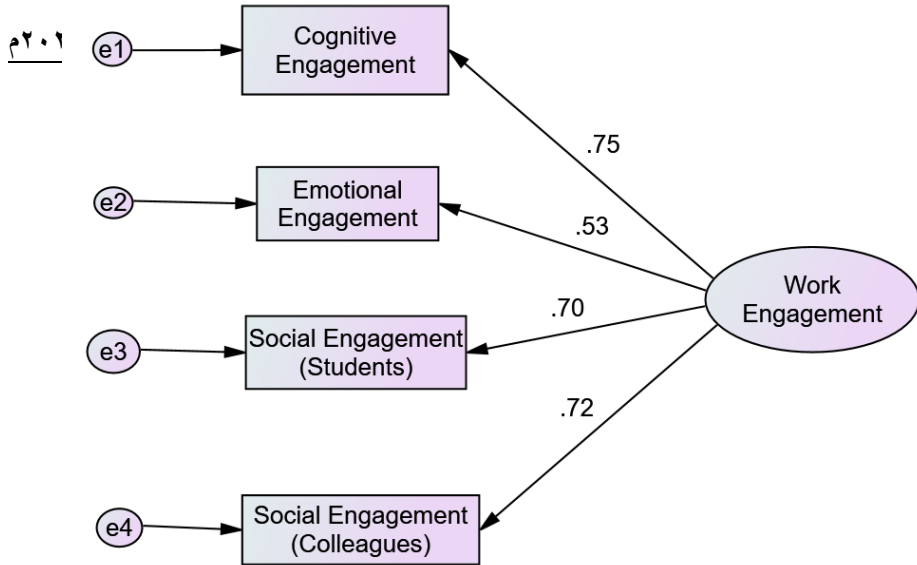 ٢٠٢م
e1
Cognitive
Engagement
.75
e2
Emotional
Engagement
.53
Work
Engagement
e3
Social Engagement
(Students)
.70
.72
e4
Social Engagement
(Colleagues)